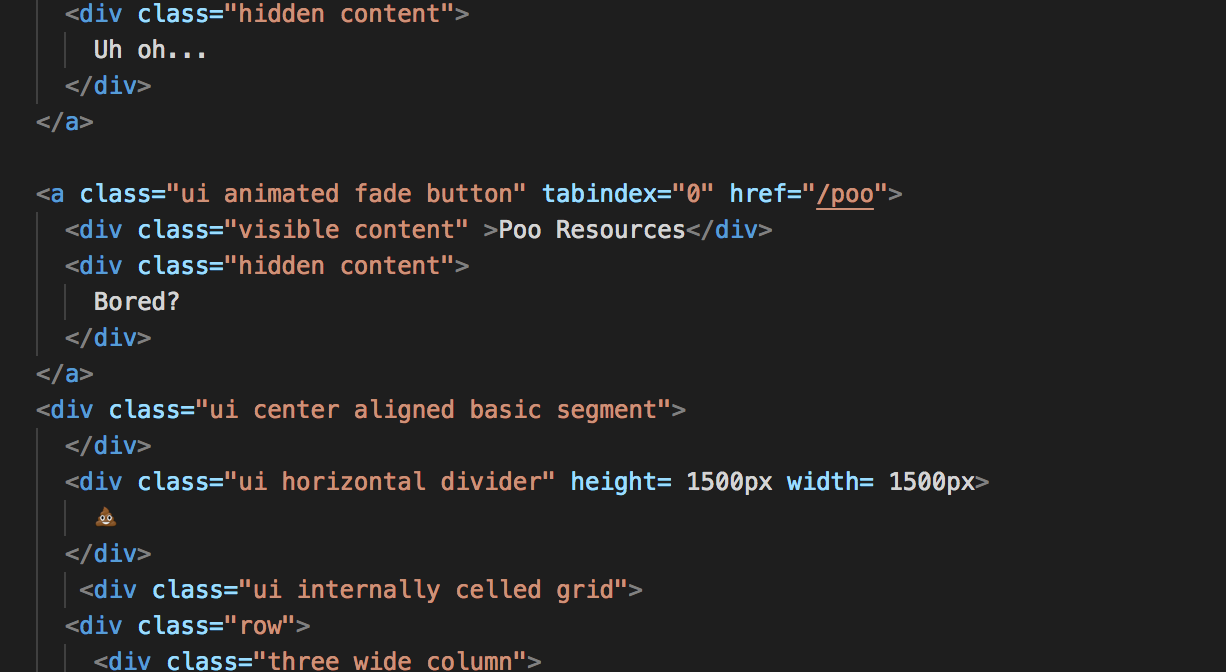 <div class="hidden content">
Uh oh...
</div>
</a>
<a class="ui animated fade button" tabindex="0" href="/poo">
<div class="visible content" >Poo Resources</div>
<div class="hidden content">
Bored?
</div>
</a>
<div class="ui center aligned basic segment">
</div>
<div class="ui horizontal divider" height= 1500px width= 1500px>
💩
</div>
<div class="ui internally celled grid">
<div class="row">
<div class="three wide column">